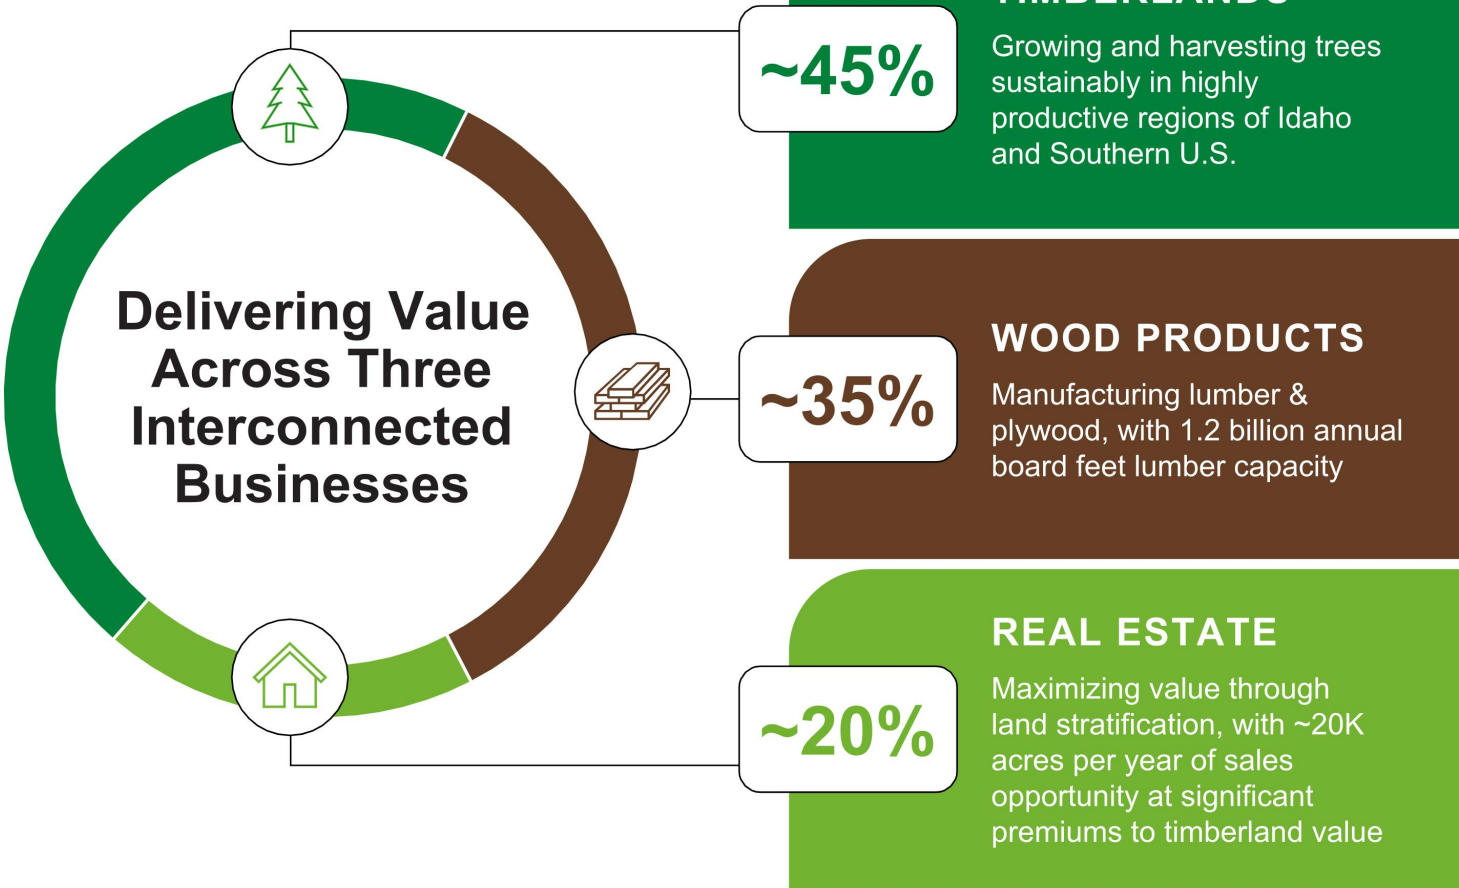 TIMBERLANDS
~45%
Growing and harvesting trees
sustainably in highly
productive regions of Idaho
and Southern U.S.
Delivering Value
Across Three
Interconnected
Businesses
WOOD PRODUCTS
~35%
Manufacturing lumber &
plywood, with 1.2 billion annual
board feet lumber capacity
REAL ESTATE
~20%
Maximizing value through
land stratification, with ~20K
acres per year of sales
opportunity at significant
premiums to timberland value